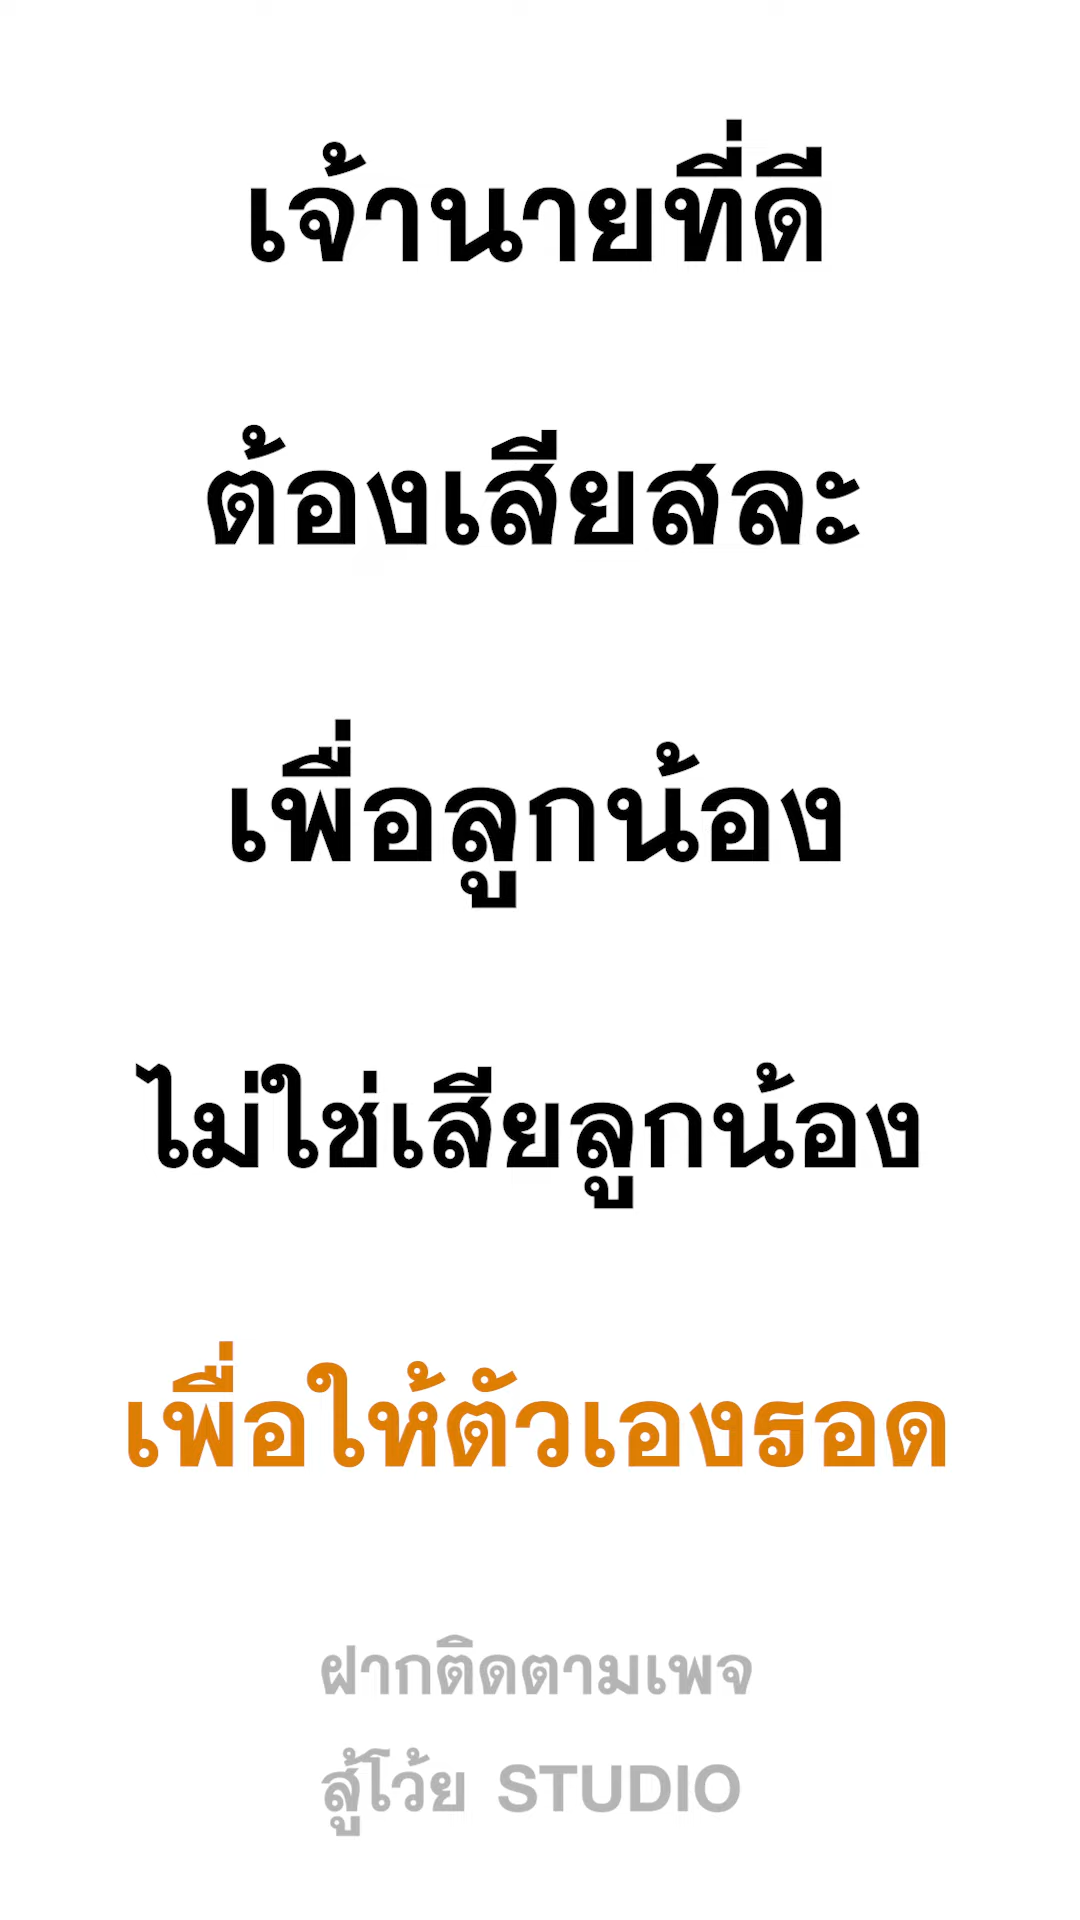 เจ้านายที่ดี
ต้องเสียสละ
เพื่อลูกน้อง
ไม่ใช่เสียลูกน้อง
เพื่อให้ตัวเองรอด
ฝากติดตามเพจ
สู้โว้ย STUDIO